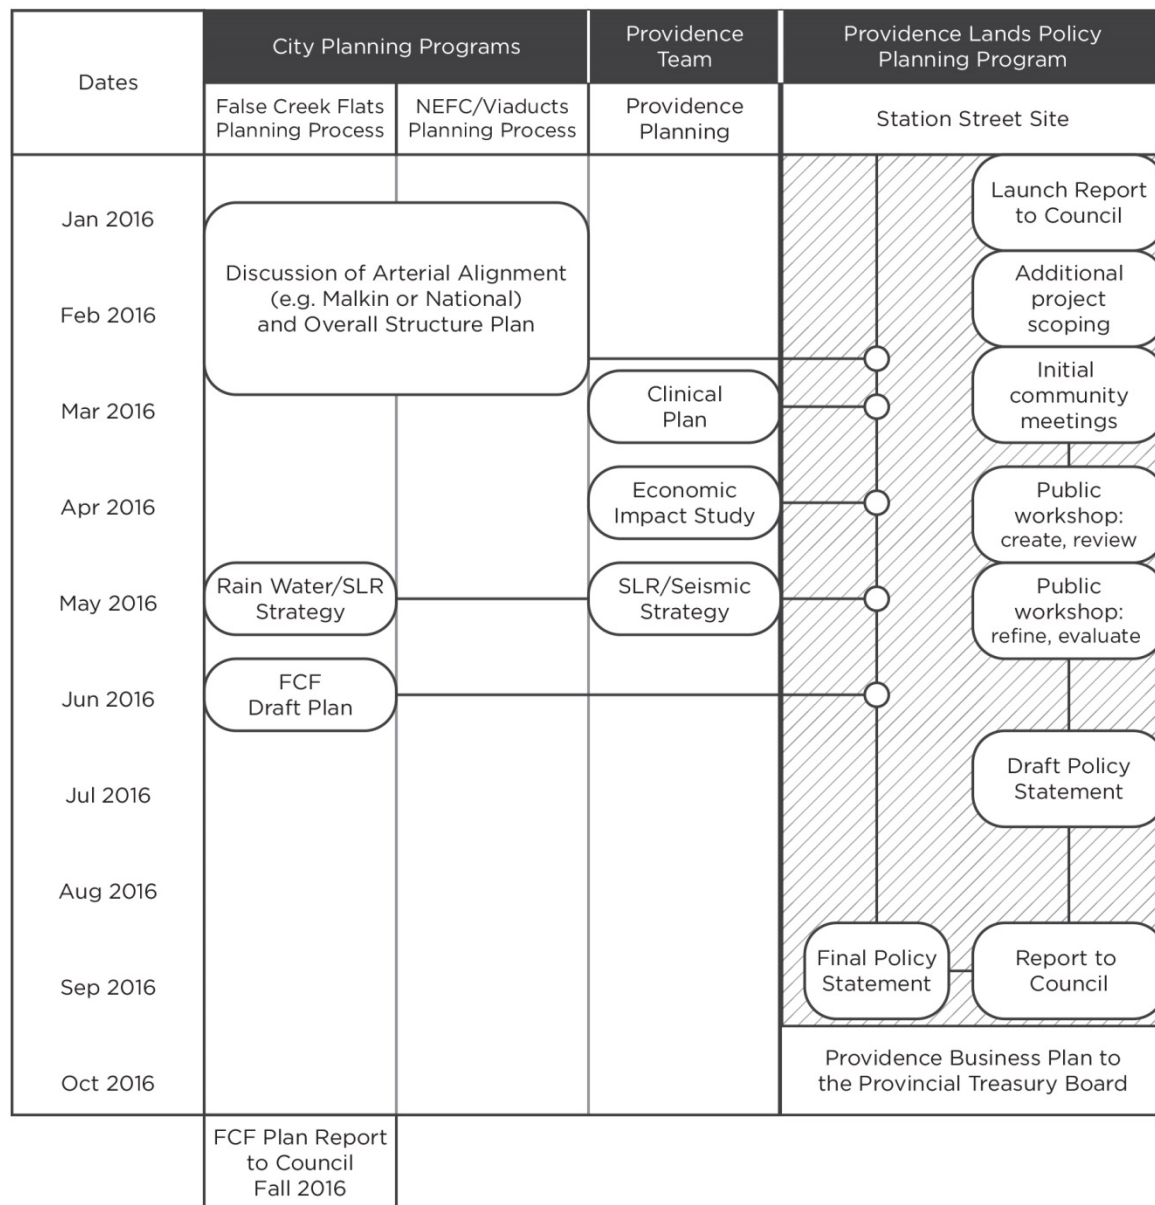 Dates
City Planning Programs
Providence
Team
Providence Lands Policy
Planning Program
False Creek Flats
Planning Process
NEFC/Viaducts
Planning Process
Providence
Planning
Station Street Site
Jan 2016
Launch Report
to Council
Discussion of Arterial Alignment
(e.g. Malkin or National)
and Overall Structure Plan
Feb 2016
Additional
project
scoping
Mar 2016
Clinical
Plan
Initial
community
meetings
Apr 2016
Economic
Impact Study
Public
workshop:
create, review
May 2016
Rain Water/SLR
Strategy
SLR/Seismic
Strategy
Public
workshop:
refine, evaluate
Jun 2016
FCF
Draft Plan
Jul 2016
Draft Policy
Statement
Aug 2016
Sep 2016
Final Policy
Statement
Report to
Council
Oct 2016
Providence Business Plan to
the Provincial Treasury Board
FCF Plan Report
to Council
Fall 2016